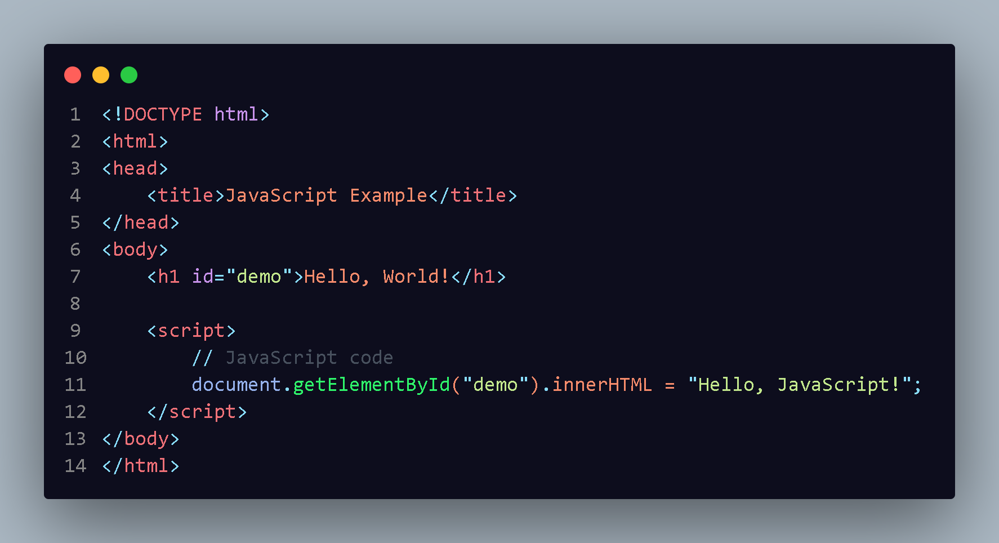 1 <!DOCTYPE html>
2 <html>
3 <head>
4     <title>JavaScript Example</title>
5 </head>
6 <body>
7     <h1 id="demo">Hello, World!</h1>
8
9     <script>
10         // JavaScript code
11         document.getElementById("demo").innerHTML = "Hello, JavaScript!";
12     </script>
13 </body>
14 </html>